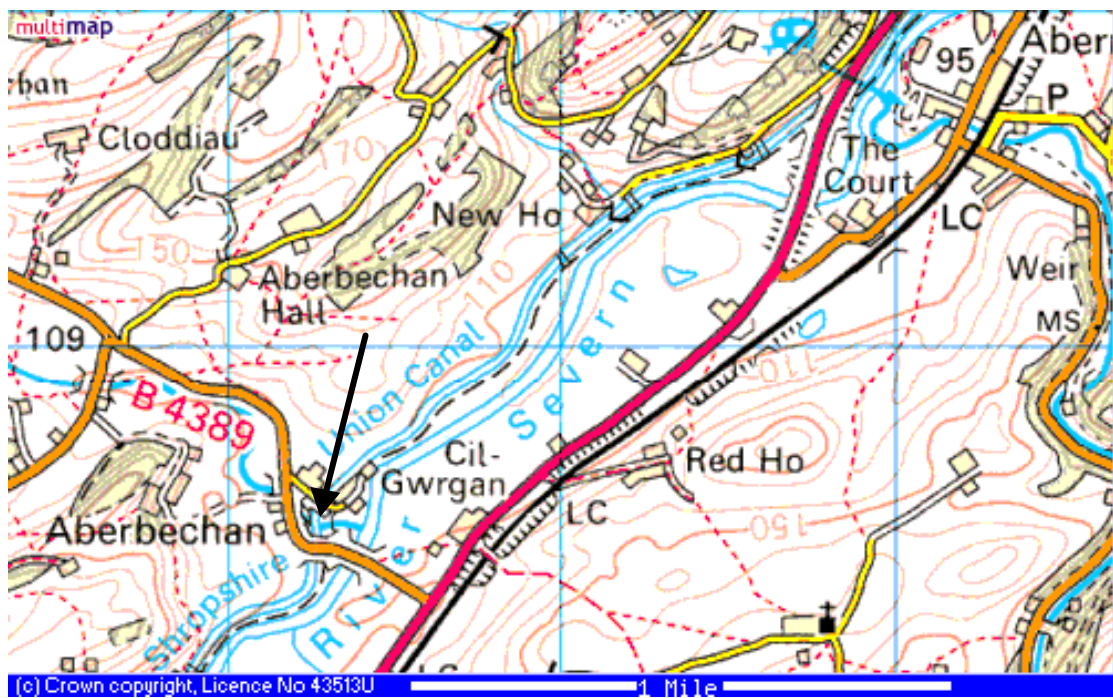 multimap
Aber
chan
95
P
Cloddiau
The
Court
170
New Ho
LC
150
Weir
Aberbechan
Hall
110
MS
109
Union Canal
Severn
110
B 4389
Cil-
Gwrgan
Red Ho
LC
Aberbechan
150
River
Shropshire
(c) Crown copyright, Licence No 43513U
1 Mile